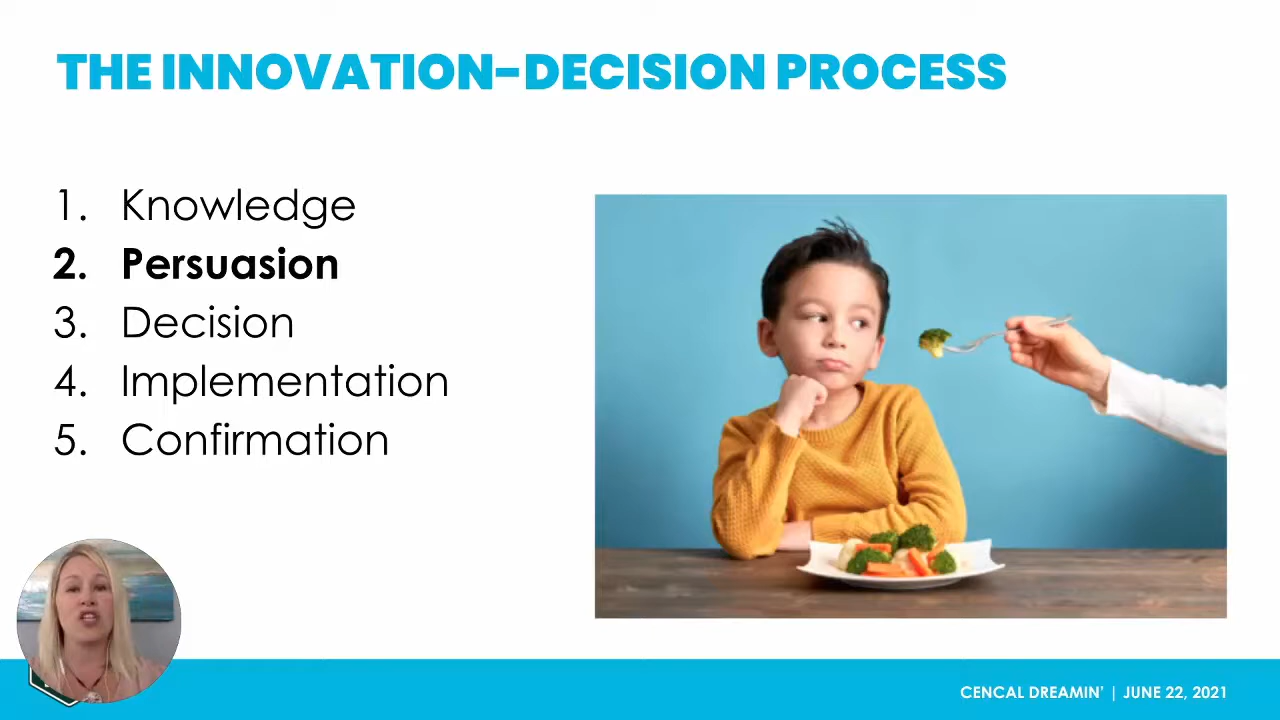 THE INNOVATION-DECISION PROCESS
1. Knowledge
2. Persuasion
3. Decision
4. Implementation
5. Confirmation
CENCAL DREAMIN' | JUNE 22, 2021